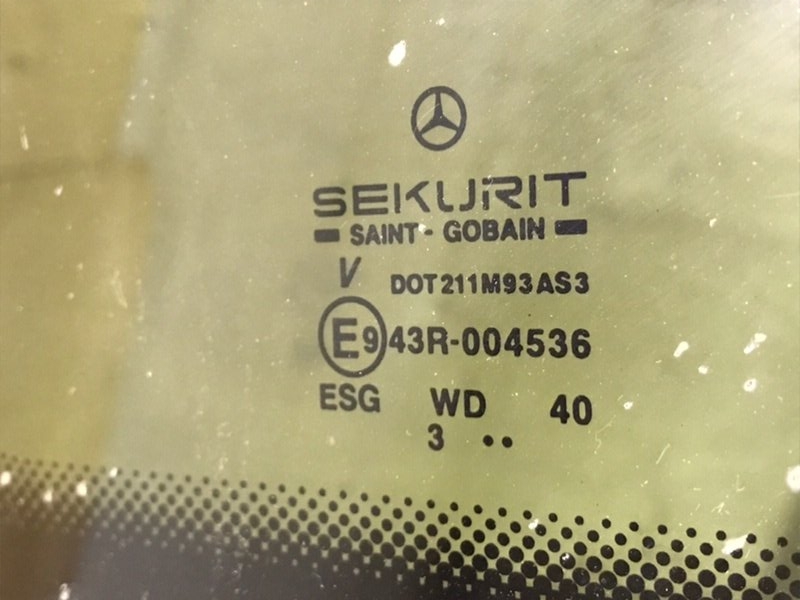 SEKURIT
SAINT-GOBAIN
V DOT211M93AS3
E9 43R-004536
ESG WD 40
3 ••